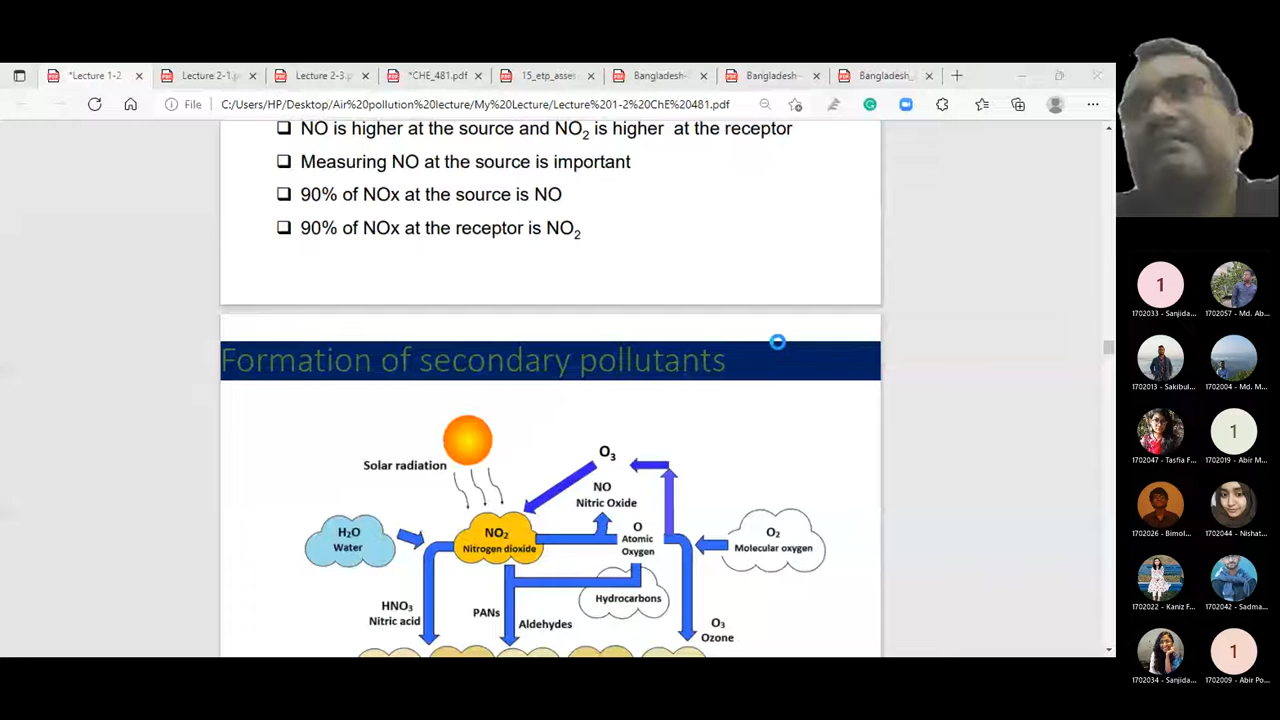 *Lecture 1-2
Lecture 2-1.
Lecture 2-3.p
*CHE_481.pdf
15_etp_asses
Bangladesh-
Bangladesh-
Bangladesh_
File
C:/Users/HP/Desktop/Air%20pollution%20lecture/My%20Lecture/Lecture%201-2%20ChE%20481.pdf
NO is higher at the source and NO2 is higher at the receptor
Measuring NO at the source is important
90% of NOx at the source is NO
90% of NOx at the receptor is NO2
Formation of secondary pollutants
Solar radiation
O3
NO
Nitric Oxide
H2O
Water
NO2
Nitrogen dioxide
O
Atomic
Oxygen
O2
Molecular oxygen
Hydrocarbons
HNO3
Nitric acid
PANs
Aldehydes
O3
Ozone
1
1702033 - Sanjida...
1702057 - Md. Ab...
1702013 - Sakibul...
1702004 - Md. M...
1
1702047 - Tasfia F...
1702019 - Abir M...
1702026 - Bimol...
1702044 - Nishat...
1702022 - Kaniz F...
1702042 - Sadma...
1
1702034 - Sanjida...
1702009 - Abir Po...